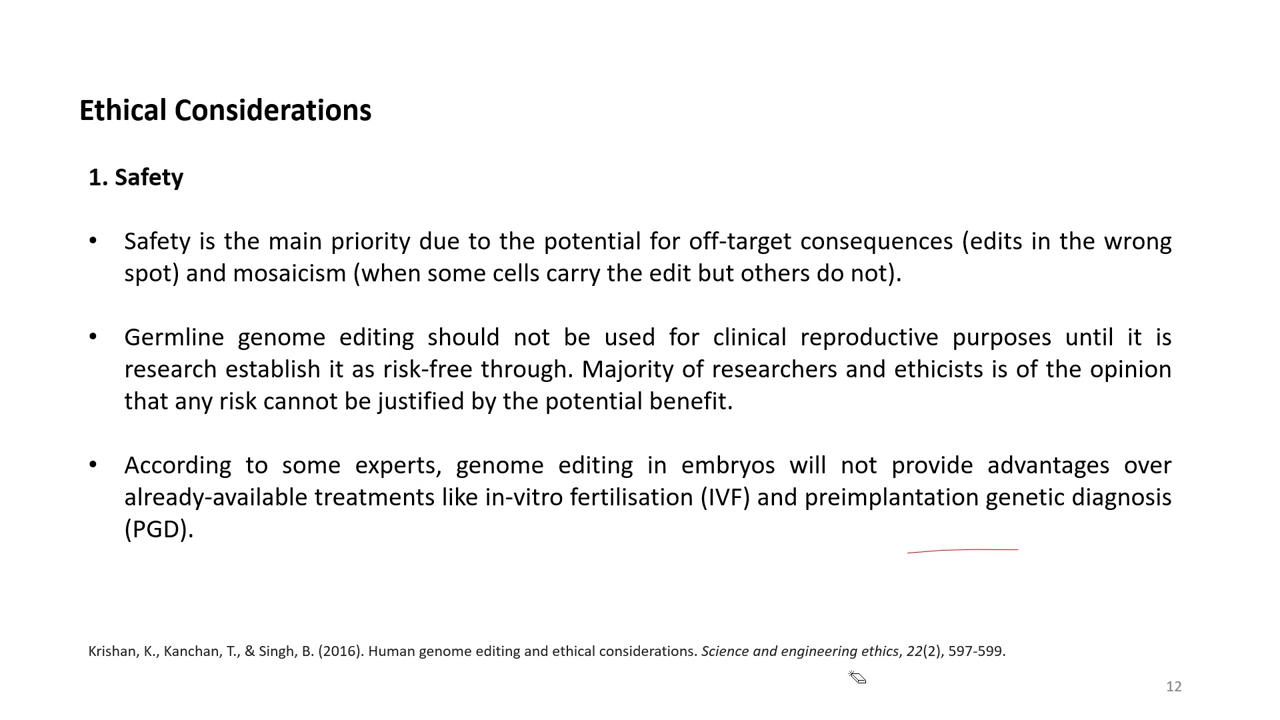 Ethical Considerations
1. Safety
• Safety is the main priority due to the potential for off-target consequences (edits in the wrong
spot) and mosaicism (when some cells carry the edit but others do not).
• Germline genome editing should not be used for clinical reproductive purposes until it is
research establish it as risk-free through. Majority of researchers and ethicists is of the opinion
that any risk cannot be justified by the potential benefit.
• According to some experts, genome editing in embryos will not provide advantages over
already-available treatments like in-vitro fertilisation (IVF) and preimplantation genetic diagnosis
(PGD).
Krishan, K., Kanchan, T., & Singh, B. (2016). Human genome editing and ethical considerations. Science and engineering ethics, 22(2), 597-599.
12